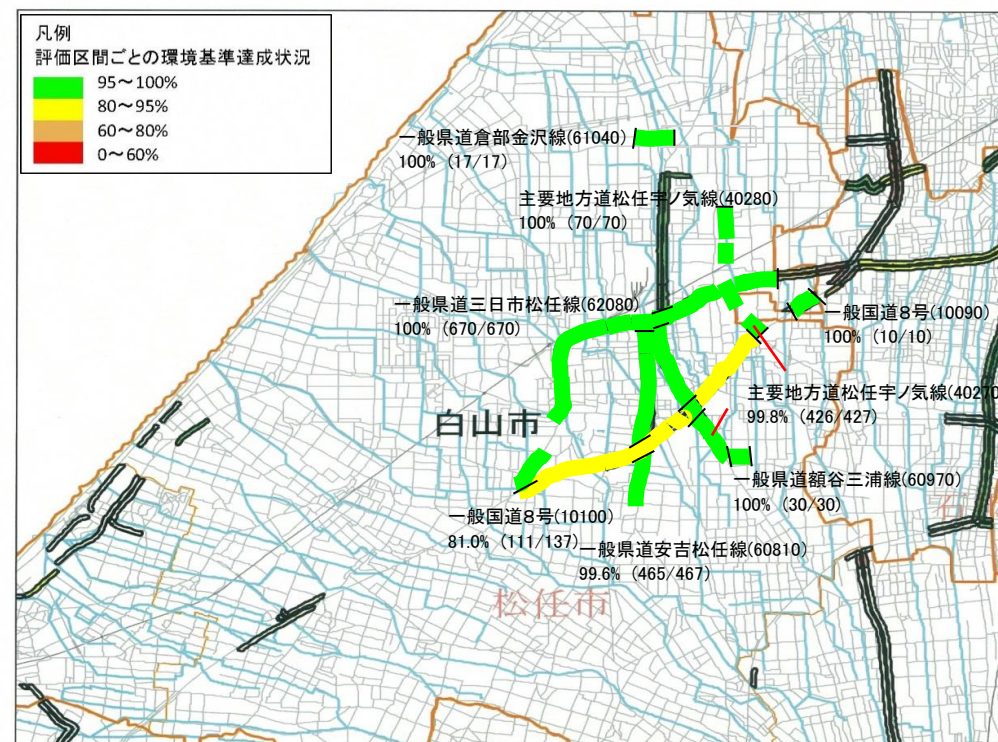 凡例
評価区間ごとの環境基準達成状況
95～100%
80～95%
60～80%
0～60%
一般県道倉部金沢線(61040)
100% (17/17)
主要地方道松任宇ノ気線(40280)
100% (70/70)
一般県道三日市松任線(62080)
100% (670/670)
一般国道8号(10090)
100% (10/10)
主要地方道松任宇ノ気線(40270
99.8% (426/427)
白山市
一般県道額谷三浦線(60970)
100% (30/30)
一般国道8号(10100)
81.0% (111/137)
一般県道安吉松任線(60810)
99.6% (465/467)
松任市